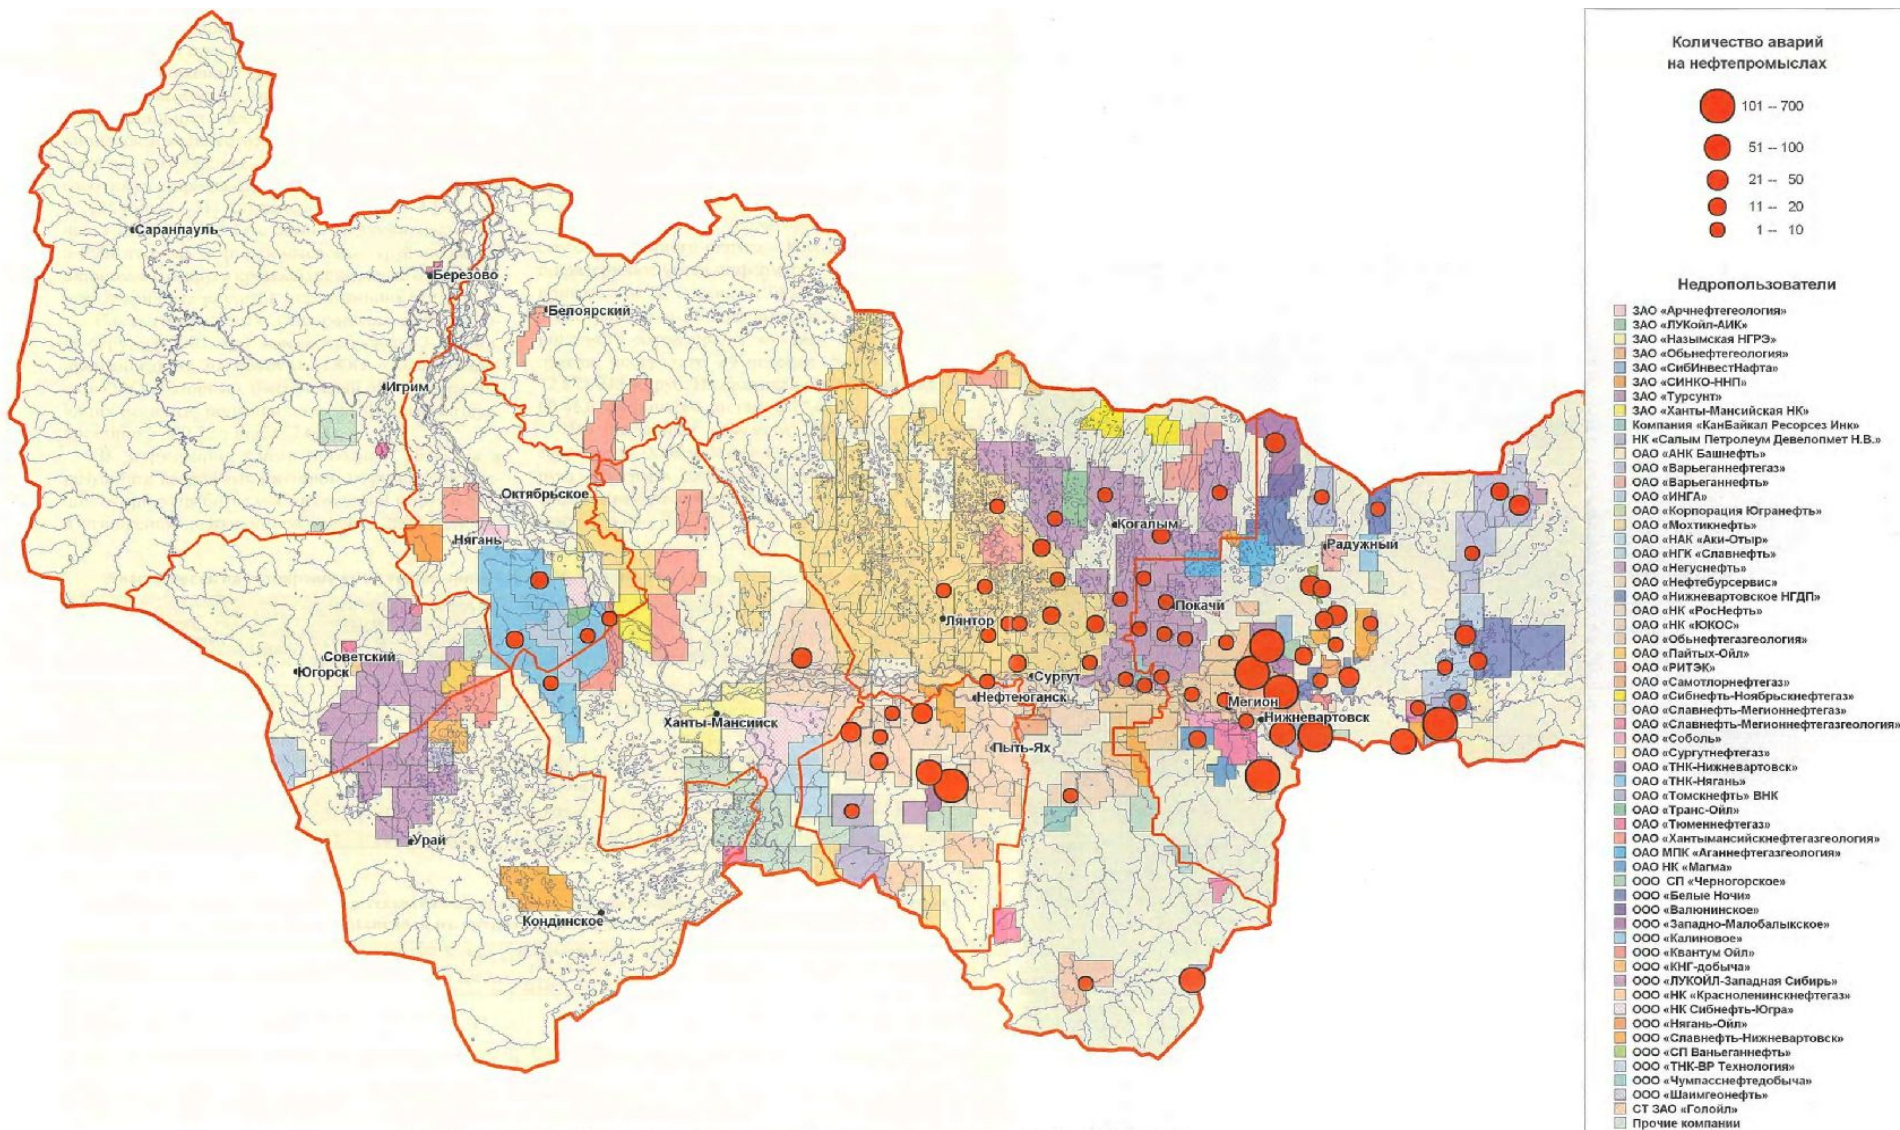 Саранпауль
Березово
Белоярский
Игрим
Октябрьское
Нягань
Когалым
Радужный
Покачи
Лянтор
Советский
Югорск
Сургут
Нефтеюганск
Мегион
Ханты-Мансийск
Нижневартовск
Пыть-Ях
Урай
Кондинское
Количество аварий
на нефтепромыслах
101 -- 700
51 -- 100
21 -- 50
11 -- 20
1 -- 10
Недропользователи
ЗАО «Арчнефтегеология»
ЗАО «ЛУКойл-АИК»
ЗАО «Назымская НГРЭ»
ЗАО «Обьнефтегеология»
ЗАО «СибИнвестНафта»
ЗАО «СИНКО-ННП»
ЗАО «Турсунт»
ЗАО «Ханты-Мансийская НК»
Компания «КанБайкал Ресорсез Инк»
НК «Салым Петролеум Девелопмет Н.В.»
ОАО «АНК Башнефть»
ОАО «Варьеганнефтегаз»
ОАО «Варьеганнефть»
ОАО «ИНГА»
ОАО «Корпорация Югранефть»
ОАО «Мохтикнефть»
ОАО «НАК «Аки-Отыр»
ОАО «НГК «Славнефть»
ОАО «Негуснефть»
ОАО «Нефтебурсервис»
ОАО «Нижневартовское НГДП»
ОАО «НК «РосНефть»
ОАО «НК «ЮКОС»
ОАО «Обьнефтегазгеология»
ОАО «Пайтых-Ойл»
ОАО «РИТЭК»
ОАО «Самотлорнефтегаз»
ОАО «Сибнефть-Ноябрьскнефтегаз»
ОАО «Славнефть-Мегионнефтегаз»
ОАО «Славнефть-Мегионнефтегазгеология»
ОАО «Соболь»
ОАО «Сургутнефтегаз»
ОАО «ТНК-Нижневартовск»
ОАО «ТНК-Нягань»
ОАО «Томскнефть» ВНК
ОАО «Транс-Ойл»
ОАО «Тюменнефтегаз»
ОАО «Хантымансийскнефтегазгеология»
ОАО МПК «Аганнефтегазгеология»
ОАО НК «Магма»
ООО СП «Черногорское»
ООО «Белые Ночи»
ООО «Валюнинское»
ООО «Западно-Малобалыкское»
ООО «Калиновое»
ООО «Квантум Ойл»
ООО «КНГ-добыча»
ООО «ЛУКОЙЛ-Западная Сибирь»
ООО «НК «Красноленинскнефтегаз»
ООО «НК Сибнефть-Югра»
ООО «Нягань-Ойл»
ООО «Славнефть-Нижневартовск»
ООО «СП Ваньеганнефть»
ООО «ТНК-ВР Технология»
ООО «Чумпасснефтедобыча»
ООО «Шаимгеонефть»
СТ ЗАО «Голойл»
Прочие компании